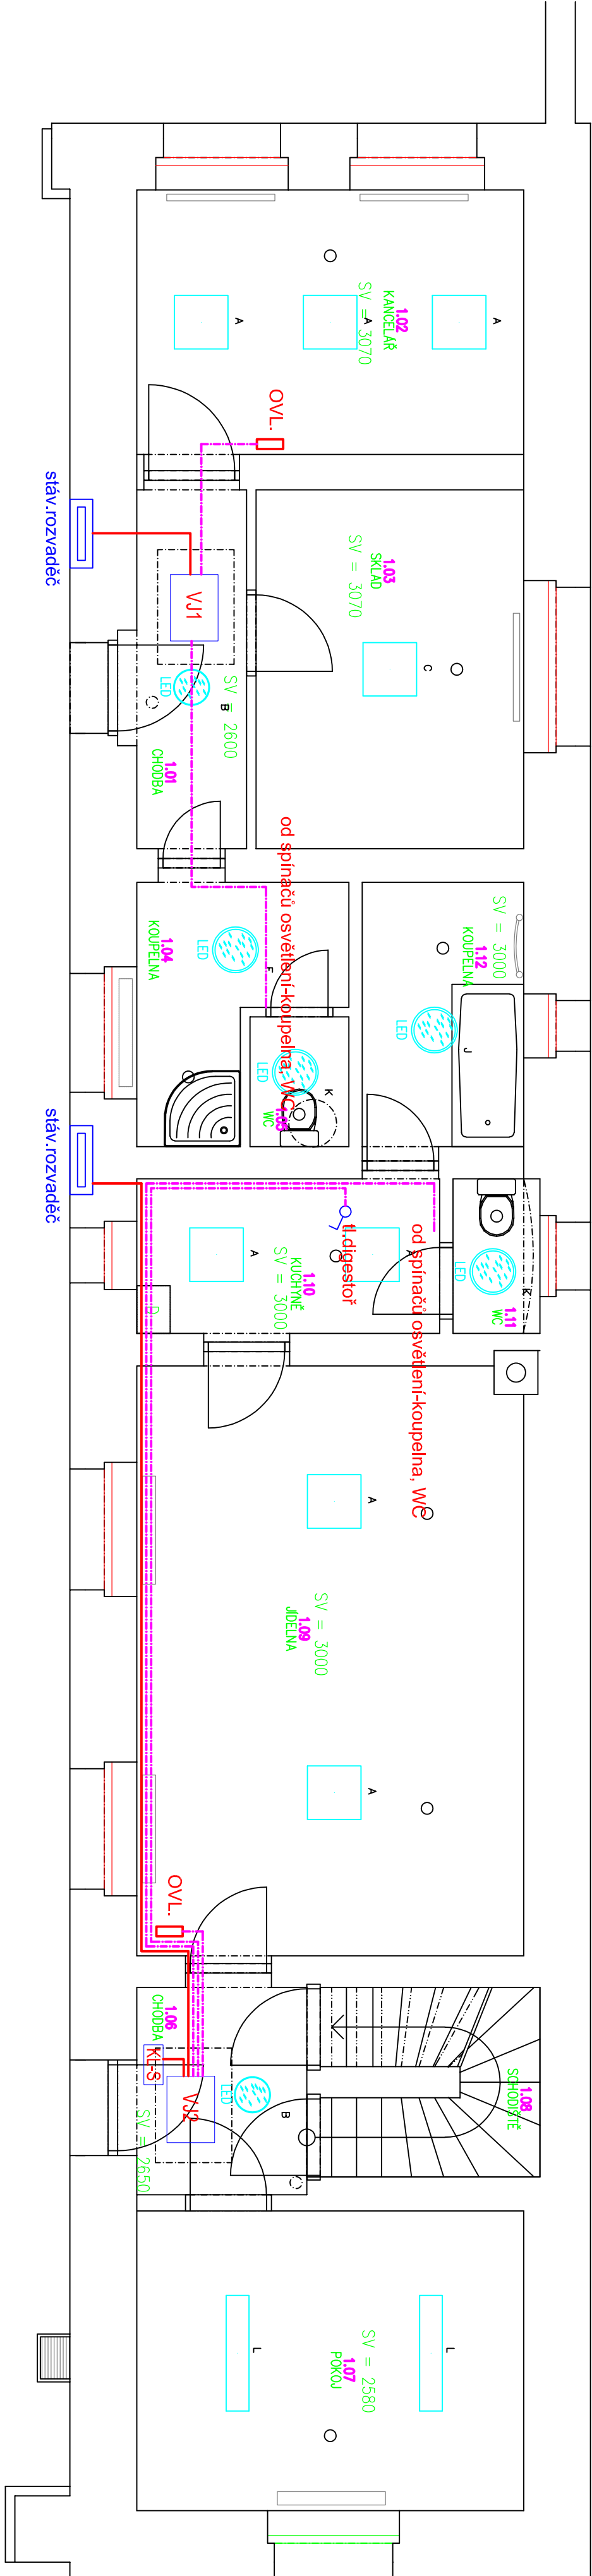 A
A
A
1.02
KANCELÁŘ
SV = 3070
OVL.
stáv.rozvaděč
VJ1
1.03
SKLAD
SV = 3070
C
LED
B
SV = 2600
1.01
CHODBA
od spínačů osvětlení-koupelna, WC
1.04
KOUPELNA
LED
F
SV = 3000
1.12
KOUPELNA
LED
J
LED
K
1.05
WC
stáv.rozvaděč
A
tl.digestoř
A
1.10
KUCHYNĚ
SV = 3000
D
od spínačů osvětlení-koupelna, WC
LED
K
1.11
WC
A
1.09
JÍDELNA
SV = 3000
A
OVL.
1.06
CHODBA
KL-S
VJ2
LED
B
SV = 2650
1.08
SCHODIŠTĚ
L
L
1.07
POKOJ
SV = 2580